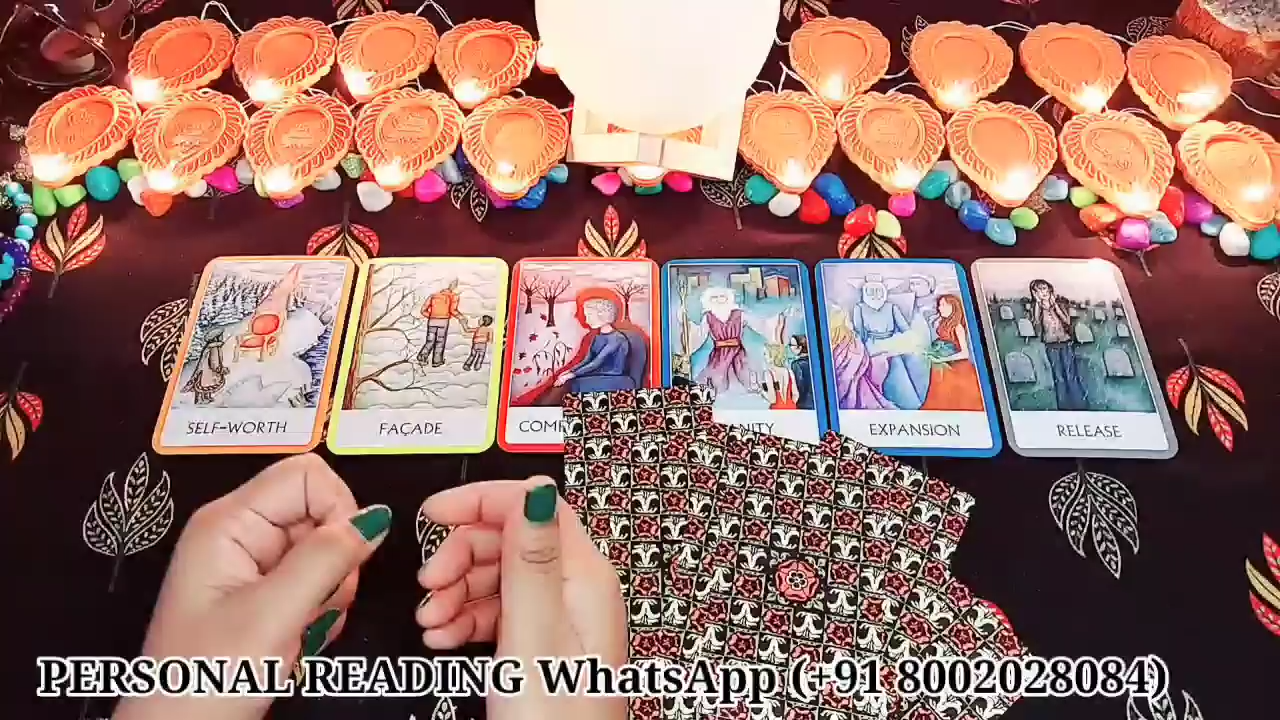 SELF-WORTH
FAÇADE
EXPANSION
RELEASE
PERSONAL READING WhatsApp (+91 8002028084)